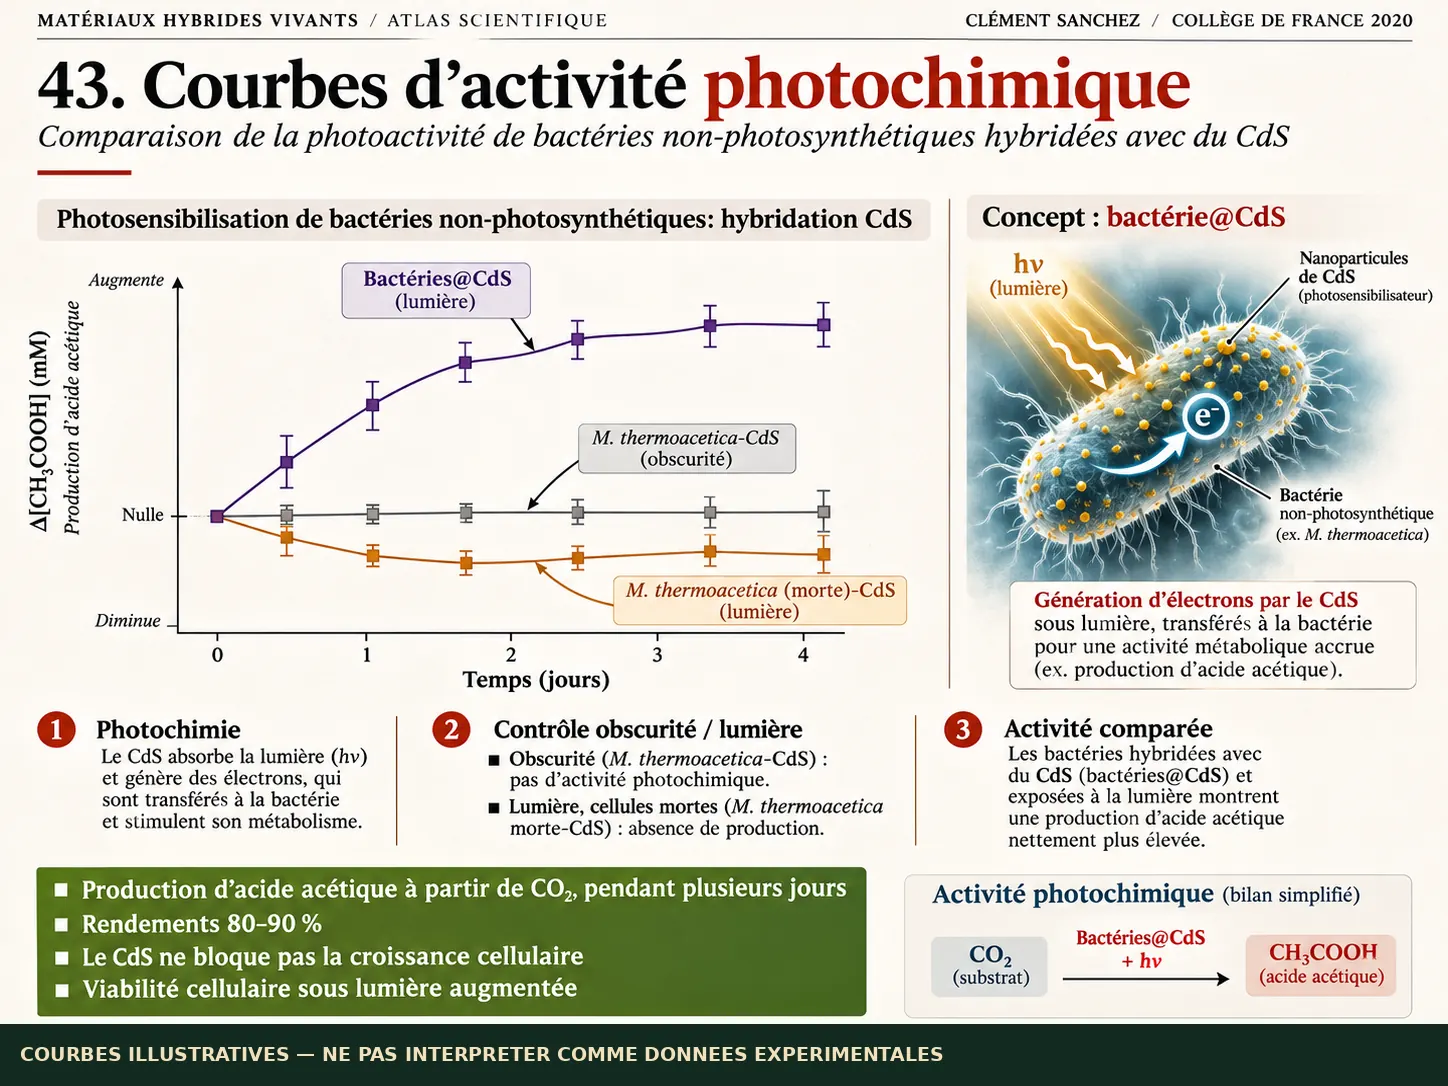 MATÉRIAUX HYBRIDES VIVANTS / ATLAS SCIENTIFIQUE
CLÉMENT SANCHEZ / COLLÈGE DE FRANCE 2020
43. Courbes d’activité photochimique
Comparaison de la photoactivité de bactéries non-photosynthétiques hybridées avec du CdS
Photosensibilisation de bactéries non-photosynthétiques: hybridation CdS
Augmente
Nulle
Diminue
Δ[CH₃COOH] (mM)
Production d’acide acétique
Bactéries@CdS
(lumière)
M. thermoacetica-CdS
(obscurité)
M. thermoacetica (morte)-CdS
(lumière)
0 1 2 3 4
Temps (jours)
Concept : bactérie@CdS
hν
(lumière)
Nanoparticules
de CdS
(photosensibilisateur)
e⁻
Bactérie
non-photosynthétique
(ex. M. thermoacetica)
Génération d’électrons par le CdS
sous lumière, transférés à la bactérie
pour une activité métabolique accrue
(ex. production d’acide acétique).
1 Photochimie
Le CdS absorbe la lumière (hν)
et génère des électrons, qui
sont transférés à la bactérie
et stimulent son métabolisme.
2 Contrôle obscurité / lumière
■ Obscurité (M. thermoacetica-CdS) :
pas d’activité photochimique.
■ Lumière, cellules mortes (M. thermoacetica
morte-CdS) : absence de production.
3 Activité comparée
Les bactéries hybridées avec
du CdS (bactéries@CdS) et
exposées à la lumière montrent
une production d’acide acétique
nettement plus élevée.
■ Production d’acide acétique à partir de CO₂, pendant plusieurs jours
■ Rendements 80–90 %
■ Le CdS ne bloque pas la croissance cellulaire
■ Viabilité cellulaire sous lumière augmentée
Activité photochimique (bilan simplifié)
CO₂
(substrat)
Bactéries@CdS
+ hν
CH₃COOH
(acide acétique)
COURBES ILLUSTRATIVES — NE PAS INTERPRETER COMME DONNEES EXPERIMENTALES